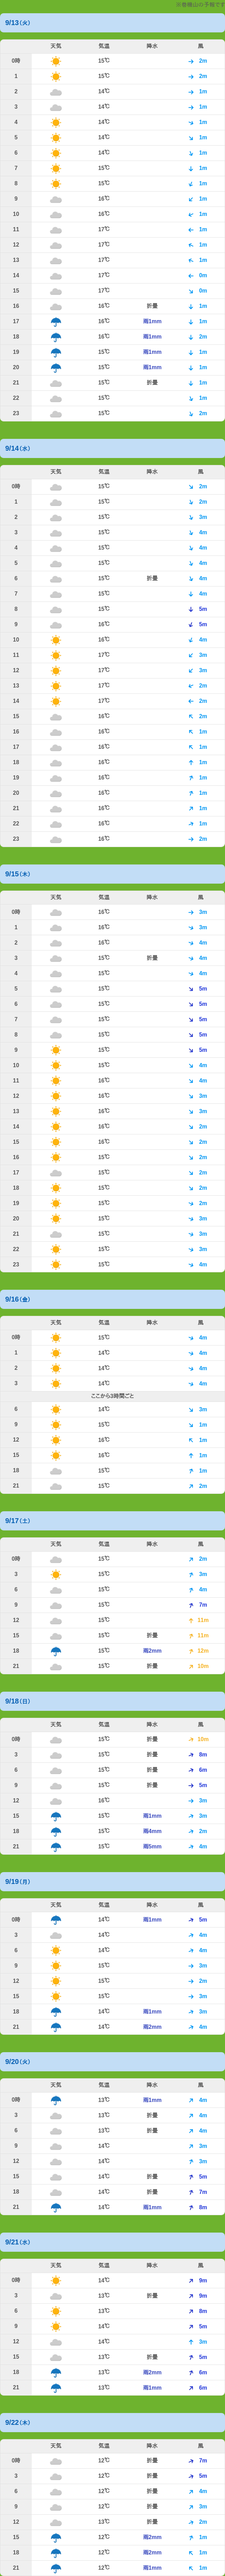 の予報です
9/13(火)
天気 気温 降水 風
0時 15℃ 2m
1 15℃ 2m
2 14℃ 1m
3 14℃ 1m
4 14℃ 1m
5 14℃ 1m
6 14℃ 1m
7 15℃ 1m
8 15℃ 1m
9 16℃ 1m
10 16℃ 1m
11 17℃ 1m
12 17℃ 1m
13 17℃ 1m
14 17℃ 0m
15 17℃ 0m
16 16℃ 折畳 1m
17 16℃ 雨1mm 1m
18 16℃ 雨1mm 2m
19 15℃ 雨1mm 1m
20 15℃ 雨1mm 1m
21 15℃ 折畳 1m
22 15℃ 1m
23 15℃ 2m
9/14(水)
天気 気温 降水 風
0時 15℃ 2m
1 15℃ 2m
2 15℃ 3m
3 15℃ 4m
4 15℃ 4m
5 15℃ 4m
6 15℃ 折畳 4m
7 15℃ 4m
8 15℃ 5m
9 16℃ 5m
10 16℃ 4m
11 17℃ 3m
12 17℃ 3m
13 17℃ 2m
14 17℃ 2m
15 16℃ 2m
16 16℃ 1m
17 16℃ 1m
18 16℃ 1m
19 16℃ 1m
20 16℃ 1m
21 16℃ 1m
22 16℃ 1m
23 16℃ 2m
9/15(木)
天気 気温 降水 風
0時 16℃ 3m
1 16℃ 3m
2 16℃ 4m
3 15℃ 折畳 4m
4 15℃ 4m
5 15℃ 5m
6 15℃ 5m
7 15℃ 5m
8 15℃ 5m
9 15℃ 5m
10 15℃ 4m
11 16℃ 4m
12 16℃ 3m
13 16℃ 3m
14 16℃ 2m
15 16℃ 2m
16 15℃ 2m
17 15℃ 2m
18 15℃ 2m
19 15℃ 2m
20 15℃ 3m
21 15℃ 3m
22 15℃ 3m
23 15℃ 4m
9/16(金)
天気 気温 降水 風
0時 15℃ 4m
1 14℃ 4m
2 14℃ 4m
3 14℃ 4m
ここから3時間ごと
6 14℃ 3m
9 15℃ 1m
12 16℃ 1m
15 16℃ 1m
18 15℃ 1m
21 15℃ 2m
9/17(土)
天気 気温 降水 風
0時 15℃ 2m
3 15℃ 3m
6 15℃ 4m
9 15℃ 7m
12 15℃ 11m
15 15℃ 折畳 11m
18 15℃ 雨2mm 12m
21 15℃ 折畳 10m
9/18(日)
天気 気温 降水 風
0時 15℃ 折畳 10m
3 15℃ 折畳 8m
6 15℃ 折畳 6m
9 15℃ 折畳 5m
12 16℃ 3m
15 15℃ 雨1mm 3m
18 15℃ 雨4mm 2m
21 15℃ 雨5mm 4m
9/19(月)
天気 気温 降水 風
0時 14℃ 雨1mm 5m
3 14℃ 4m
6 14℃ 4m
9 15℃ 3m
12 15℃ 2m
15 15℃ 3m
18 14℃ 雨1mm 3m
21 14℃ 雨2mm 4m
9/20(火)
天気 気温 降水 風
0時 13℃ 雨1mm 4m
3 13℃ 折畳 4m
6 13℃ 折畳 4m
9 14℃ 3m
12 14℃ 3m
15 14℃ 折畳 5m
18 14℃ 折畳 7m
21 14℃ 雨1mm 8m
9/21(水)
天気 気温 降水 風
0時 14℃ 9m
3 13℃ 折畳 9m
6 13℃ 8m
9 14℃ 5m
12 14℃ 3m
15 13℃ 折畳 5m
18 13℃ 雨2mm 6m
21 13℃ 雨1mm 6m
9/22(木)
天気 気温 降水 風
0時 12℃ 折畳 7m
3 12℃ 折畳 5m
6 12℃ 折畳 4m
9 12℃ 折畳 3m
12 13℃ 折畳 2m
15 12℃ 雨2mm 1m
18 12℃ 雨2mm 1m
21 12℃ 雨1mm 1m